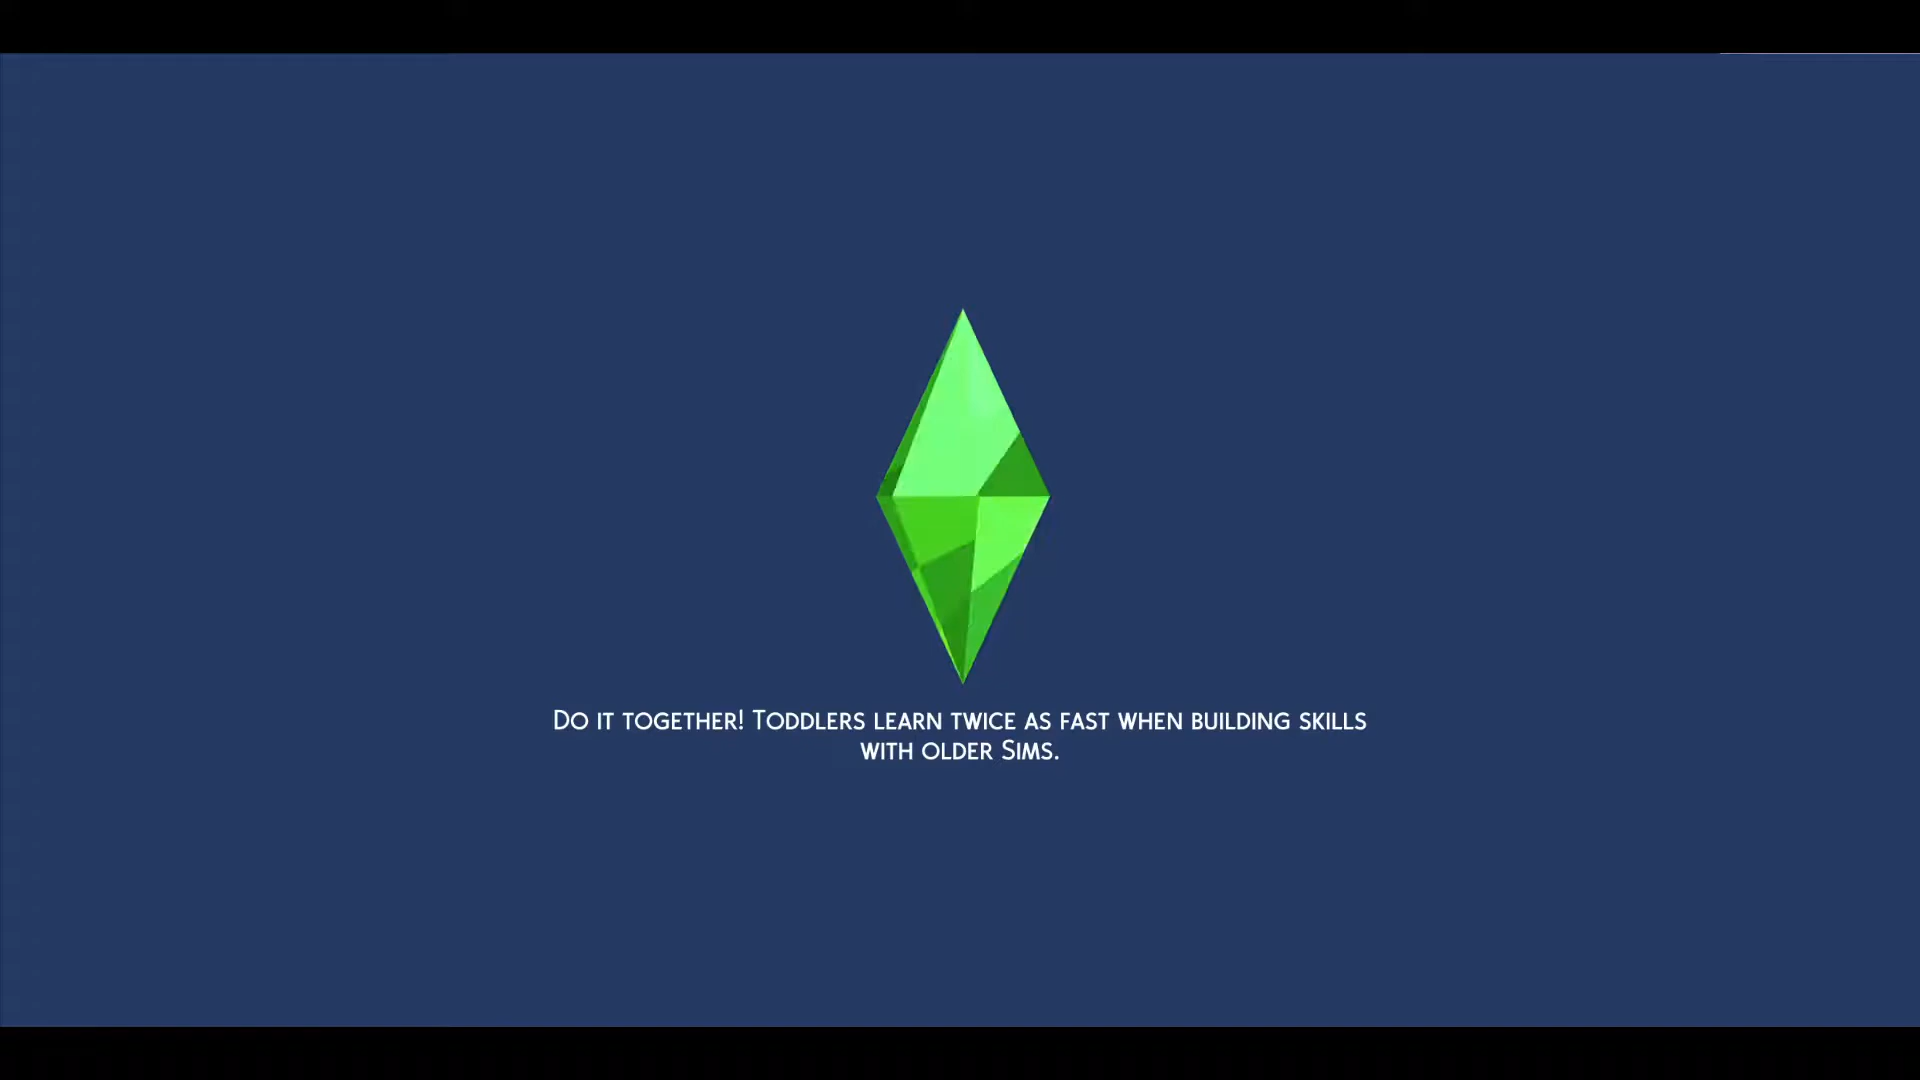 Do it together! Toddlers learn twice as fast when building skills
with older Sims.